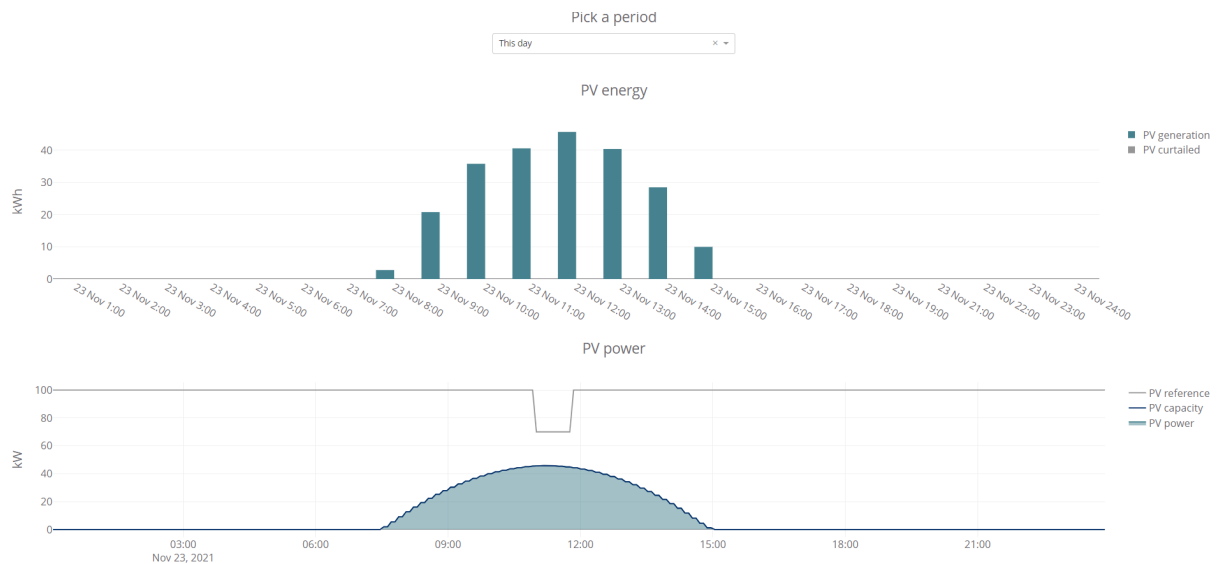 Pick a period
This day
PV energy
PV generation
PV curtailed
kWh
40
30
20
10
0
23 Nov 1:00
23 Nov 2:00
23 Nov 3:00
23 Nov 4:00
23 Nov 5:00
23 Nov 6:00
23 Nov 7:00
23 Nov 8:00
23 Nov 9:00
23 Nov 10:00
23 Nov 11:00
23 Nov 12:00
23 Nov 13:00
23 Nov 14:00
23 Nov 15:00
23 Nov 16:00
23 Nov 17:00
23 Nov 18:00
23 Nov 19:00
23 Nov 21:00
23 Nov 22:00
23 Nov 23:00
23 Nov 24:00
PV power
PV reference
PV capacity
PV power
kW
100
80
60
40
20
0
03:00
06:00
09:00
12:00
15:00
18:00
21:00
Nov 23, 2021